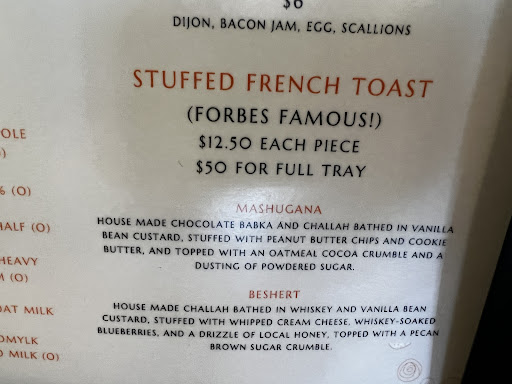 $6
DIJON, BACON JAM, EGG, SCALLIONS
STUFFED FRENCH TOAST
(FORBES FAMOUS!)
$12.50 EACH PIECE
$50 FOR FULL TRAY
MASHUGANA
HOUSE MADE CHOCOLATE BABKA AND CHALLAH BATHED IN VANILLA
BEAN CUSTARD, STUFFED WITH PEANUT BUTTER CHIPS AND COOKIE
BUTTER, AND TOPPED WITH AN OATMEAL COCOA CRUMBLE AND A
DUSTING OF POWDERED SUGAR.
BESHERT
HOUSE MADE CHALLAH BATHED IN WHISKEY AND VANILLA BEAN
CUSTARD, STUFFED WITH WHIPPED CREAM CHEESE, WHISKEY-SOAKED
BLUEBERRIES, AND A DRIZZLE OF LOCAL HONEY, TOPPED WITH A PECAN
BROWN SUGAR CRUMBLE.
OLE
)
% (O)
HALF (O)
HEAVY
M (O)
OAT MILK
DMYLK
D MILK (O)